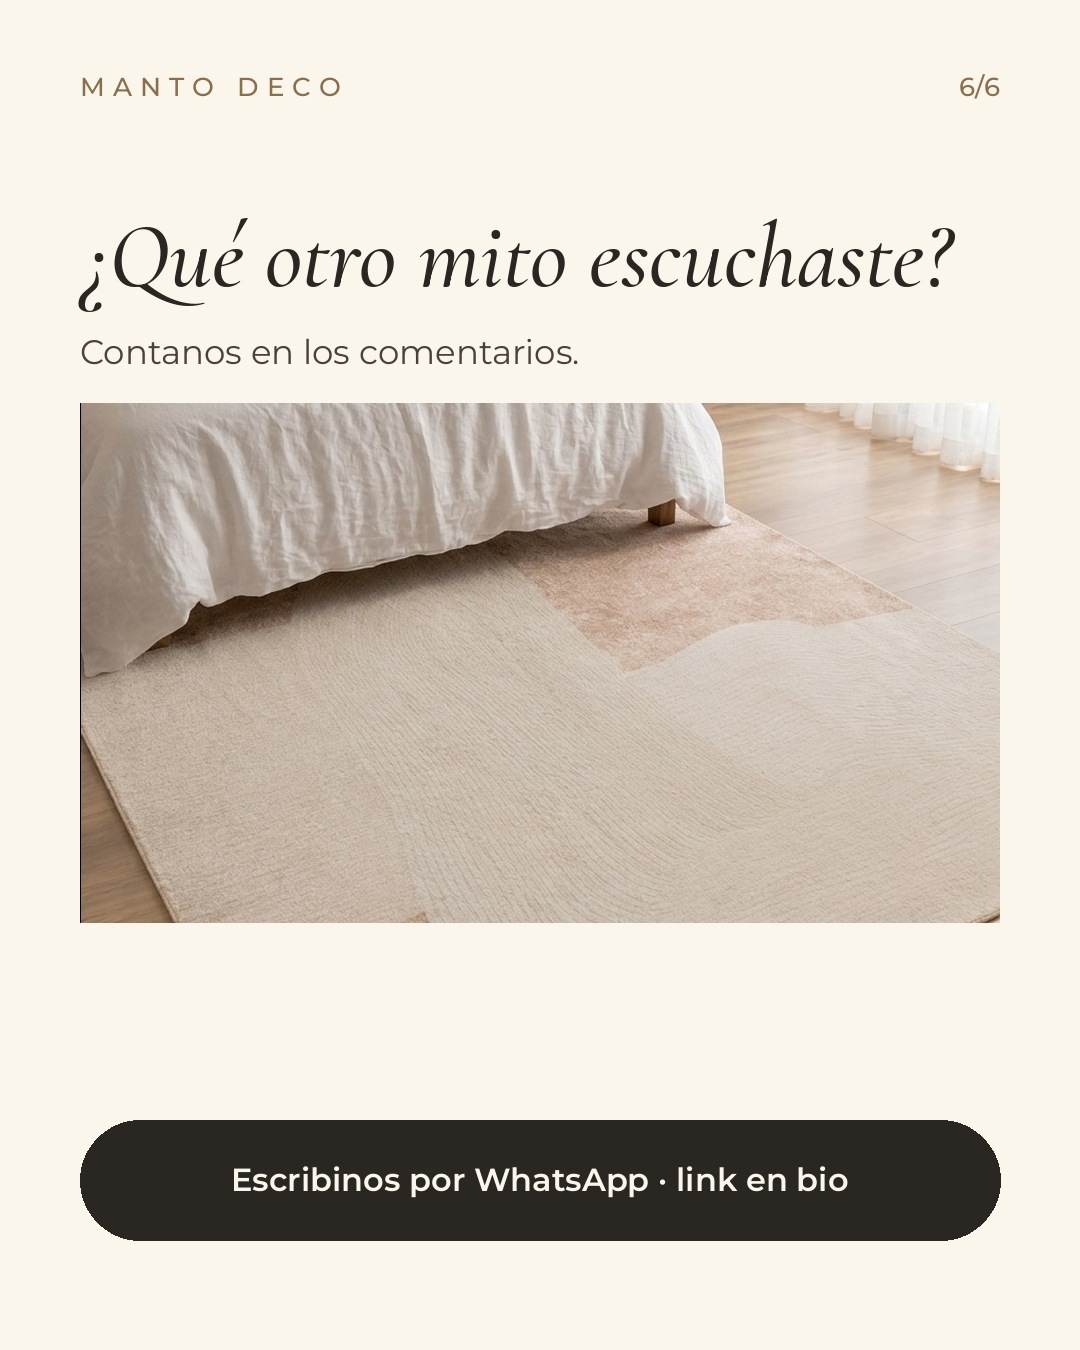 MANTO DECO
6/6
¿Qué otro mito escuchaste?
Contanos en los comentarios.
Escribinos por WhatsApp · link en bio